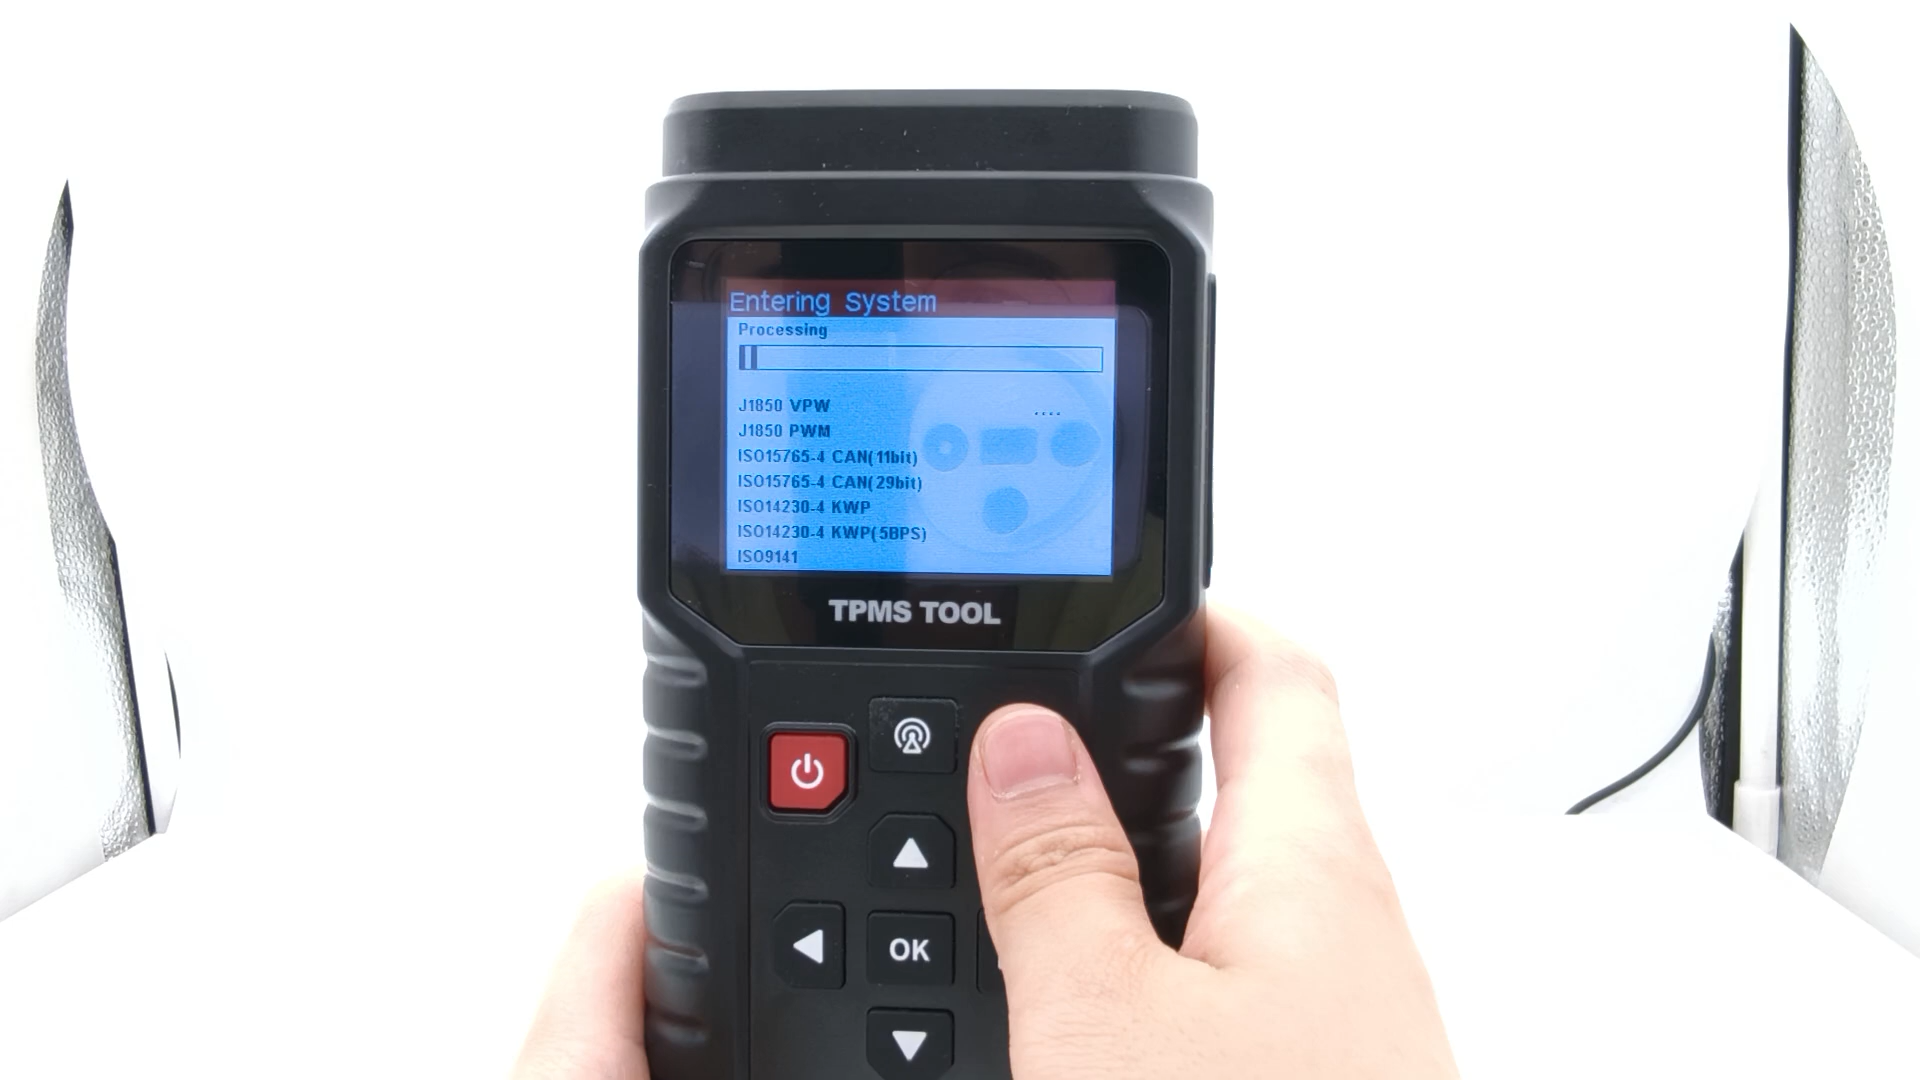 Entering System
Processing
J1850 VPW ....
J1850 PWM
ISO15765-4 CAN(11bit)
ISO15765-4 CAN(29bit)
ISO14230-4 KWP
ISO14230-4 KWP(5BPS)
ISO9141
TPMS TOOL
OK